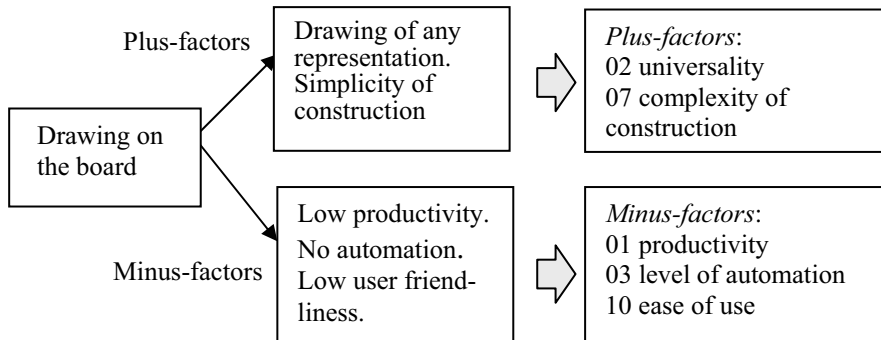 Drawing on
the board
Plus-factors
Drawing of any
representation.
Simplicity of
construction
Plus-factors:
02 universality
07 complexity of
construction
Minus-factors
Low productivity.
No automation.
Low user friend-
liness.
Minus-factors:
01 productivity
03 level of automation
10 ease of use